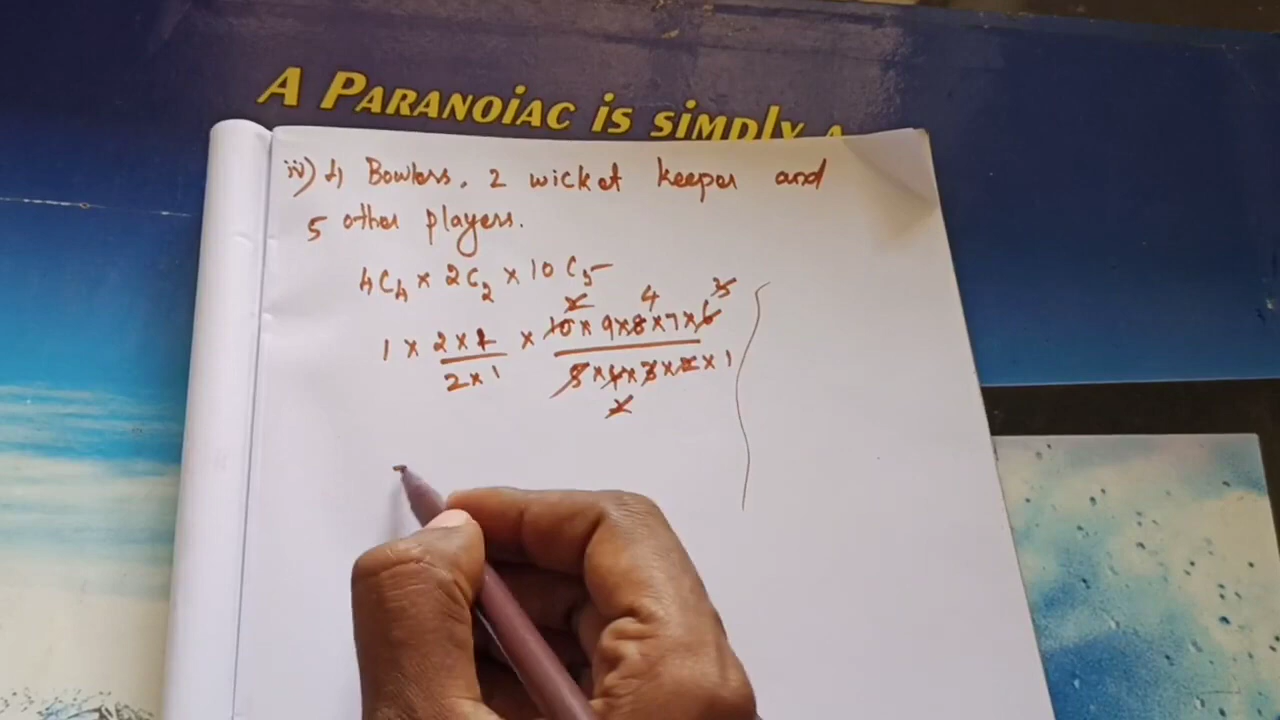 A PARANOIAC IS SIMPLY A
iv) 4 Bowlers, 2 wicket keeper and
5 other players.
4C4 × 2C2 × 10C5
1 × 2×1/2×1 × 10×9×8×7×6/5×4×3×2×1